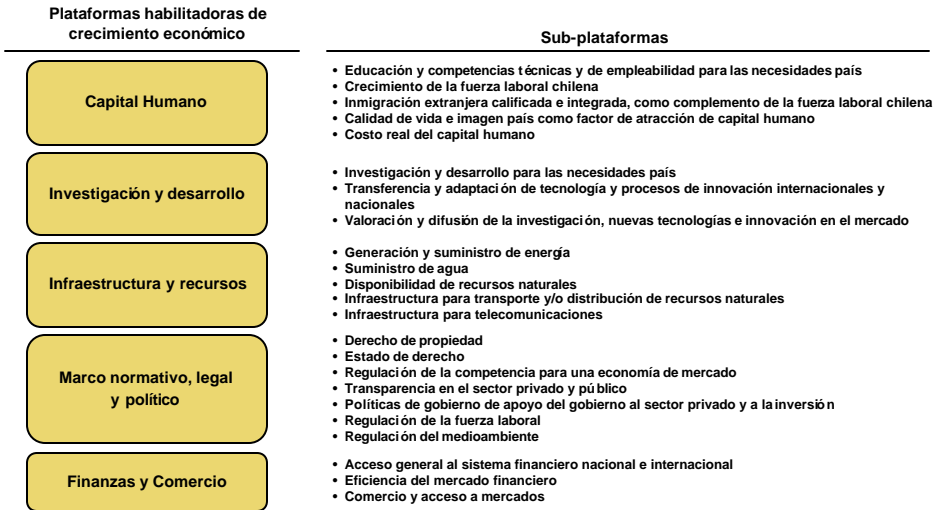 Plataformas habilitadoras de
crecimiento económico
Sub-plataformas
Capital Humano
• Educación y competencias técnicas y de empleabilidad para las necesidades país
• Crecimiento de la fuerza laboral chilena
• Inmigración extranjera calificada e integrada, como complemento de la fuerza laboral chilena
• Calidad de vida e imagen país como factor de atracción de capital humano
• Costo real del capital humano
Investigación y desarrollo
• Investigación y desarrollo para las necesidades país
• Transferencia y adaptación de tecnología y procesos de innovación internacionales y
nacionales
• Valoración y difusión de la investigación, nuevas tecnologías e innovación en el mercado
Infraestructura y recursos
• Generación y suministro de energía
• Suministro de agua
• Disponibilidad de recursos naturales
• Infraestructura para transporte y/o distribución de recursos naturales
• Infraestructura para telecomunicaciones
Marco normativo, legal
y político
• Derecho de propiedad
• Estado de derecho
• Regulación de la competencia para una economía de mercado
• Transparencia en el sector privado y público
• Políticas de gobierno de apoyo del gobierno al sector privado y a la inversión
• Regulación de la fuerza laboral
• Regulación del medioambiente
Finanzas y Comercio
• Acceso general al sistema financiero nacional e internacional
• Eficiencia del mercado financiero
• Comercio y acceso a mercados